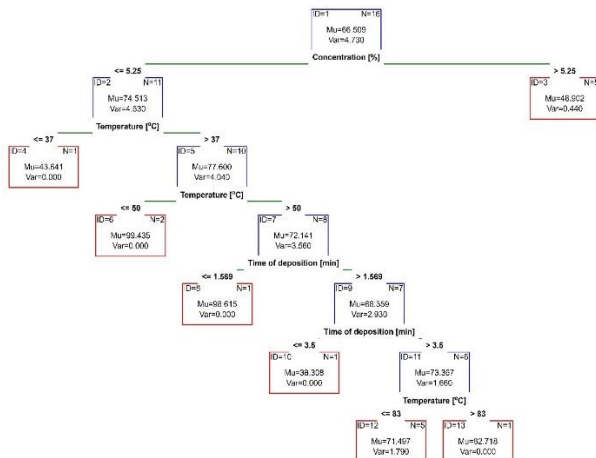 ID=1 N=16
Mu=66.509
Var=4.730
Concentration [%]
<= 5.25 > 5.25
ID=2 N=11
Mu=74.513
Var=4.630
ID=3 N=5
Mu=48.902
Var=0.440
Temperature [°C]
<= 37 > 37
ID=4 N=1
Mu=43.641
Var=0.000
ID=5 N=10
Mu=77.600
Var=4.040
Temperature [°C]
<= 50 > 50
ID=6 N=2
Mu=99.435
Var=0.000
ID=7 N=8
Mu=72.141
Var=3.560
Time of deposition [min]
<= 1.569 > 1.569
ID=8 N=1
Mu=98.615
Var=0.000
ID=9 N=7
Mu=68.359
Var=2.930
Time of deposition [min]
<= 3.5 > 3.5
ID=10 N=1
Mu=38.308
Var=0.000
ID=11 N=6
Mu=73.367
Var=1.660
Temperature [°C]
<= 83 > 83
ID=12 N=5
Mu=71.497
Var=1.790
ID=13 N=1
Mu=82.718
Var=0.000